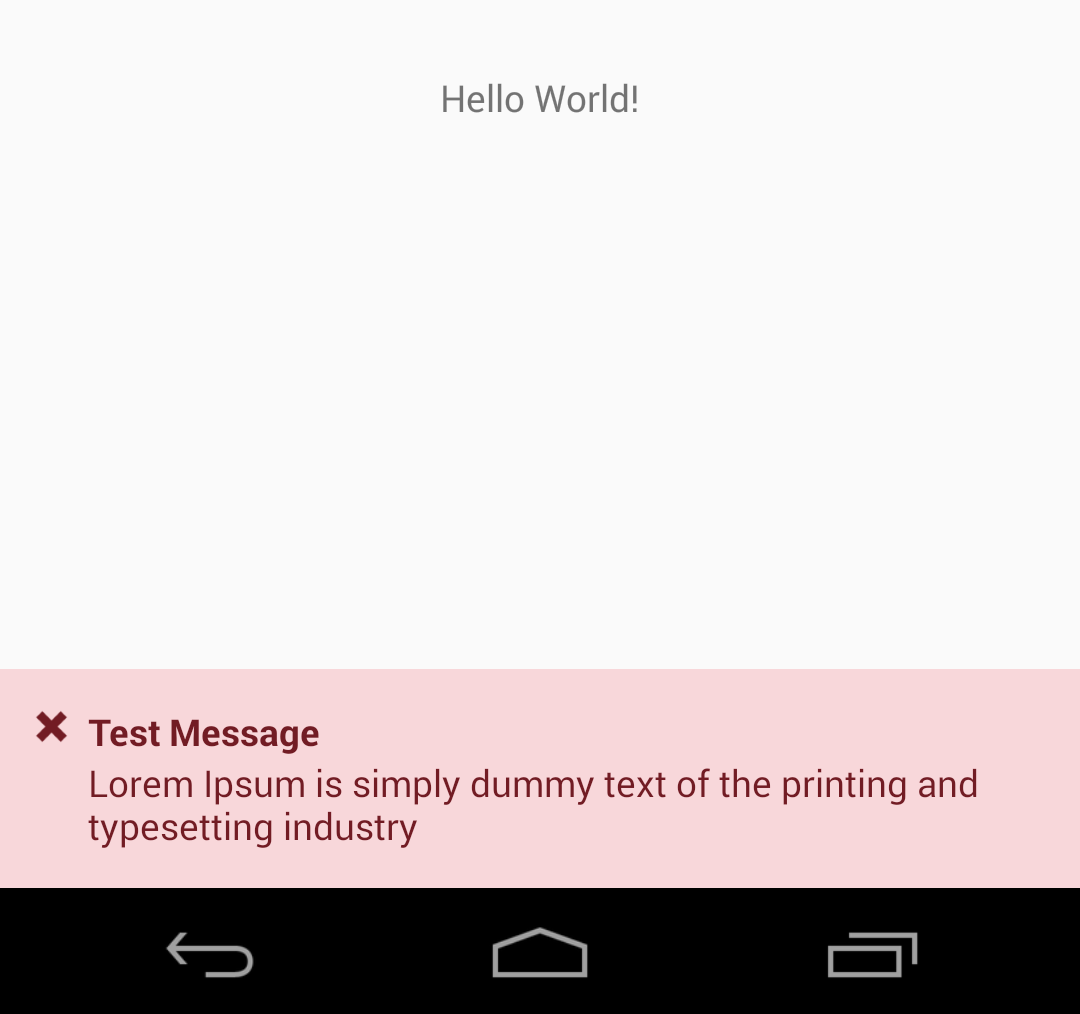 Hello World!
Test Message
Lorem Ipsum is simply dummy text of the printing and
typesetting industry